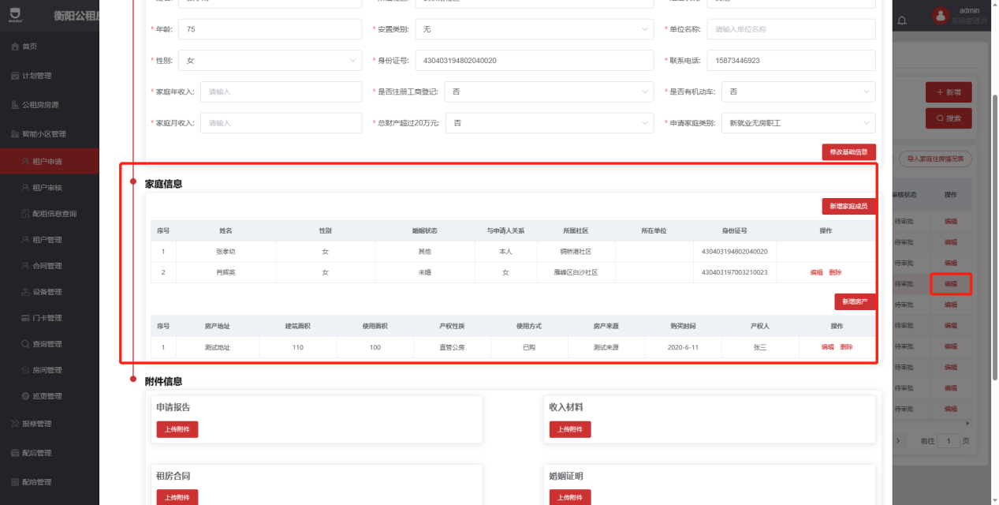 衡阳公租房
admin
系统管理员
首页
计划管理
公租房房源
智能小区管理
租户申请
租户审核
配租信息查询
租户管理
合同管理
设备管理
门卡管理
查询管理
房间管理
巡更管理
报修管理
配后管理
配给管理
* 年龄: 75 * 安置类别: 无 * 单位名称: 请输入单位名称
* 性别: 女 * 身份证号: 430403194802040020 * 联系电话: 15873446923
* 家庭年收入: 请输入 * 是否注册工商登记: 否 * 是否有机动车: 否
* 家庭月收入: 请输入 * 总财产超过20万元: 否 * 申请家庭类别: 新就业无房职工
修改基础信息
家庭信息
新增家庭成员
序号 姓名 性别 婚姻状态 与申请人关系 所属社区 所在单位 身份证号 操作
1 张孝幼 女 其他 本人 铜桥港社区 430403194802040020
2 肖辉英 女 未婚 女 雁峰区白沙社区 430403197003210023 编辑 删除
新增房产
序号 房产地址 建筑面积 使用面积 产权性质 使用方式 房产来源 购买时间 产权人 操作
1 测试地址 110 100 直管公房 已购 测试来源 2020-6-11 张三 编辑 删除
附件信息
申请报告
上传附件
收入材料
上传附件
租房合同
上传附件
婚姻证明
上传附件
+ 新增
搜索
导入家庭住房情况表
审核状态 操作
待审批 编辑
待审批 编辑
待审批 编辑
待审批 编辑
待审批 编辑
待审批 编辑
待审批 编辑
待审批 编辑
待审批 编辑
待审批 编辑
前往 1 页